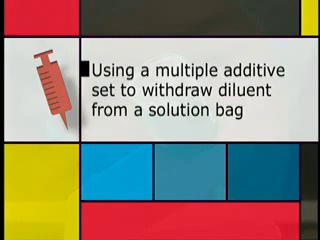 Using a multiple additive
set to withdraw diluent
from a solution bag